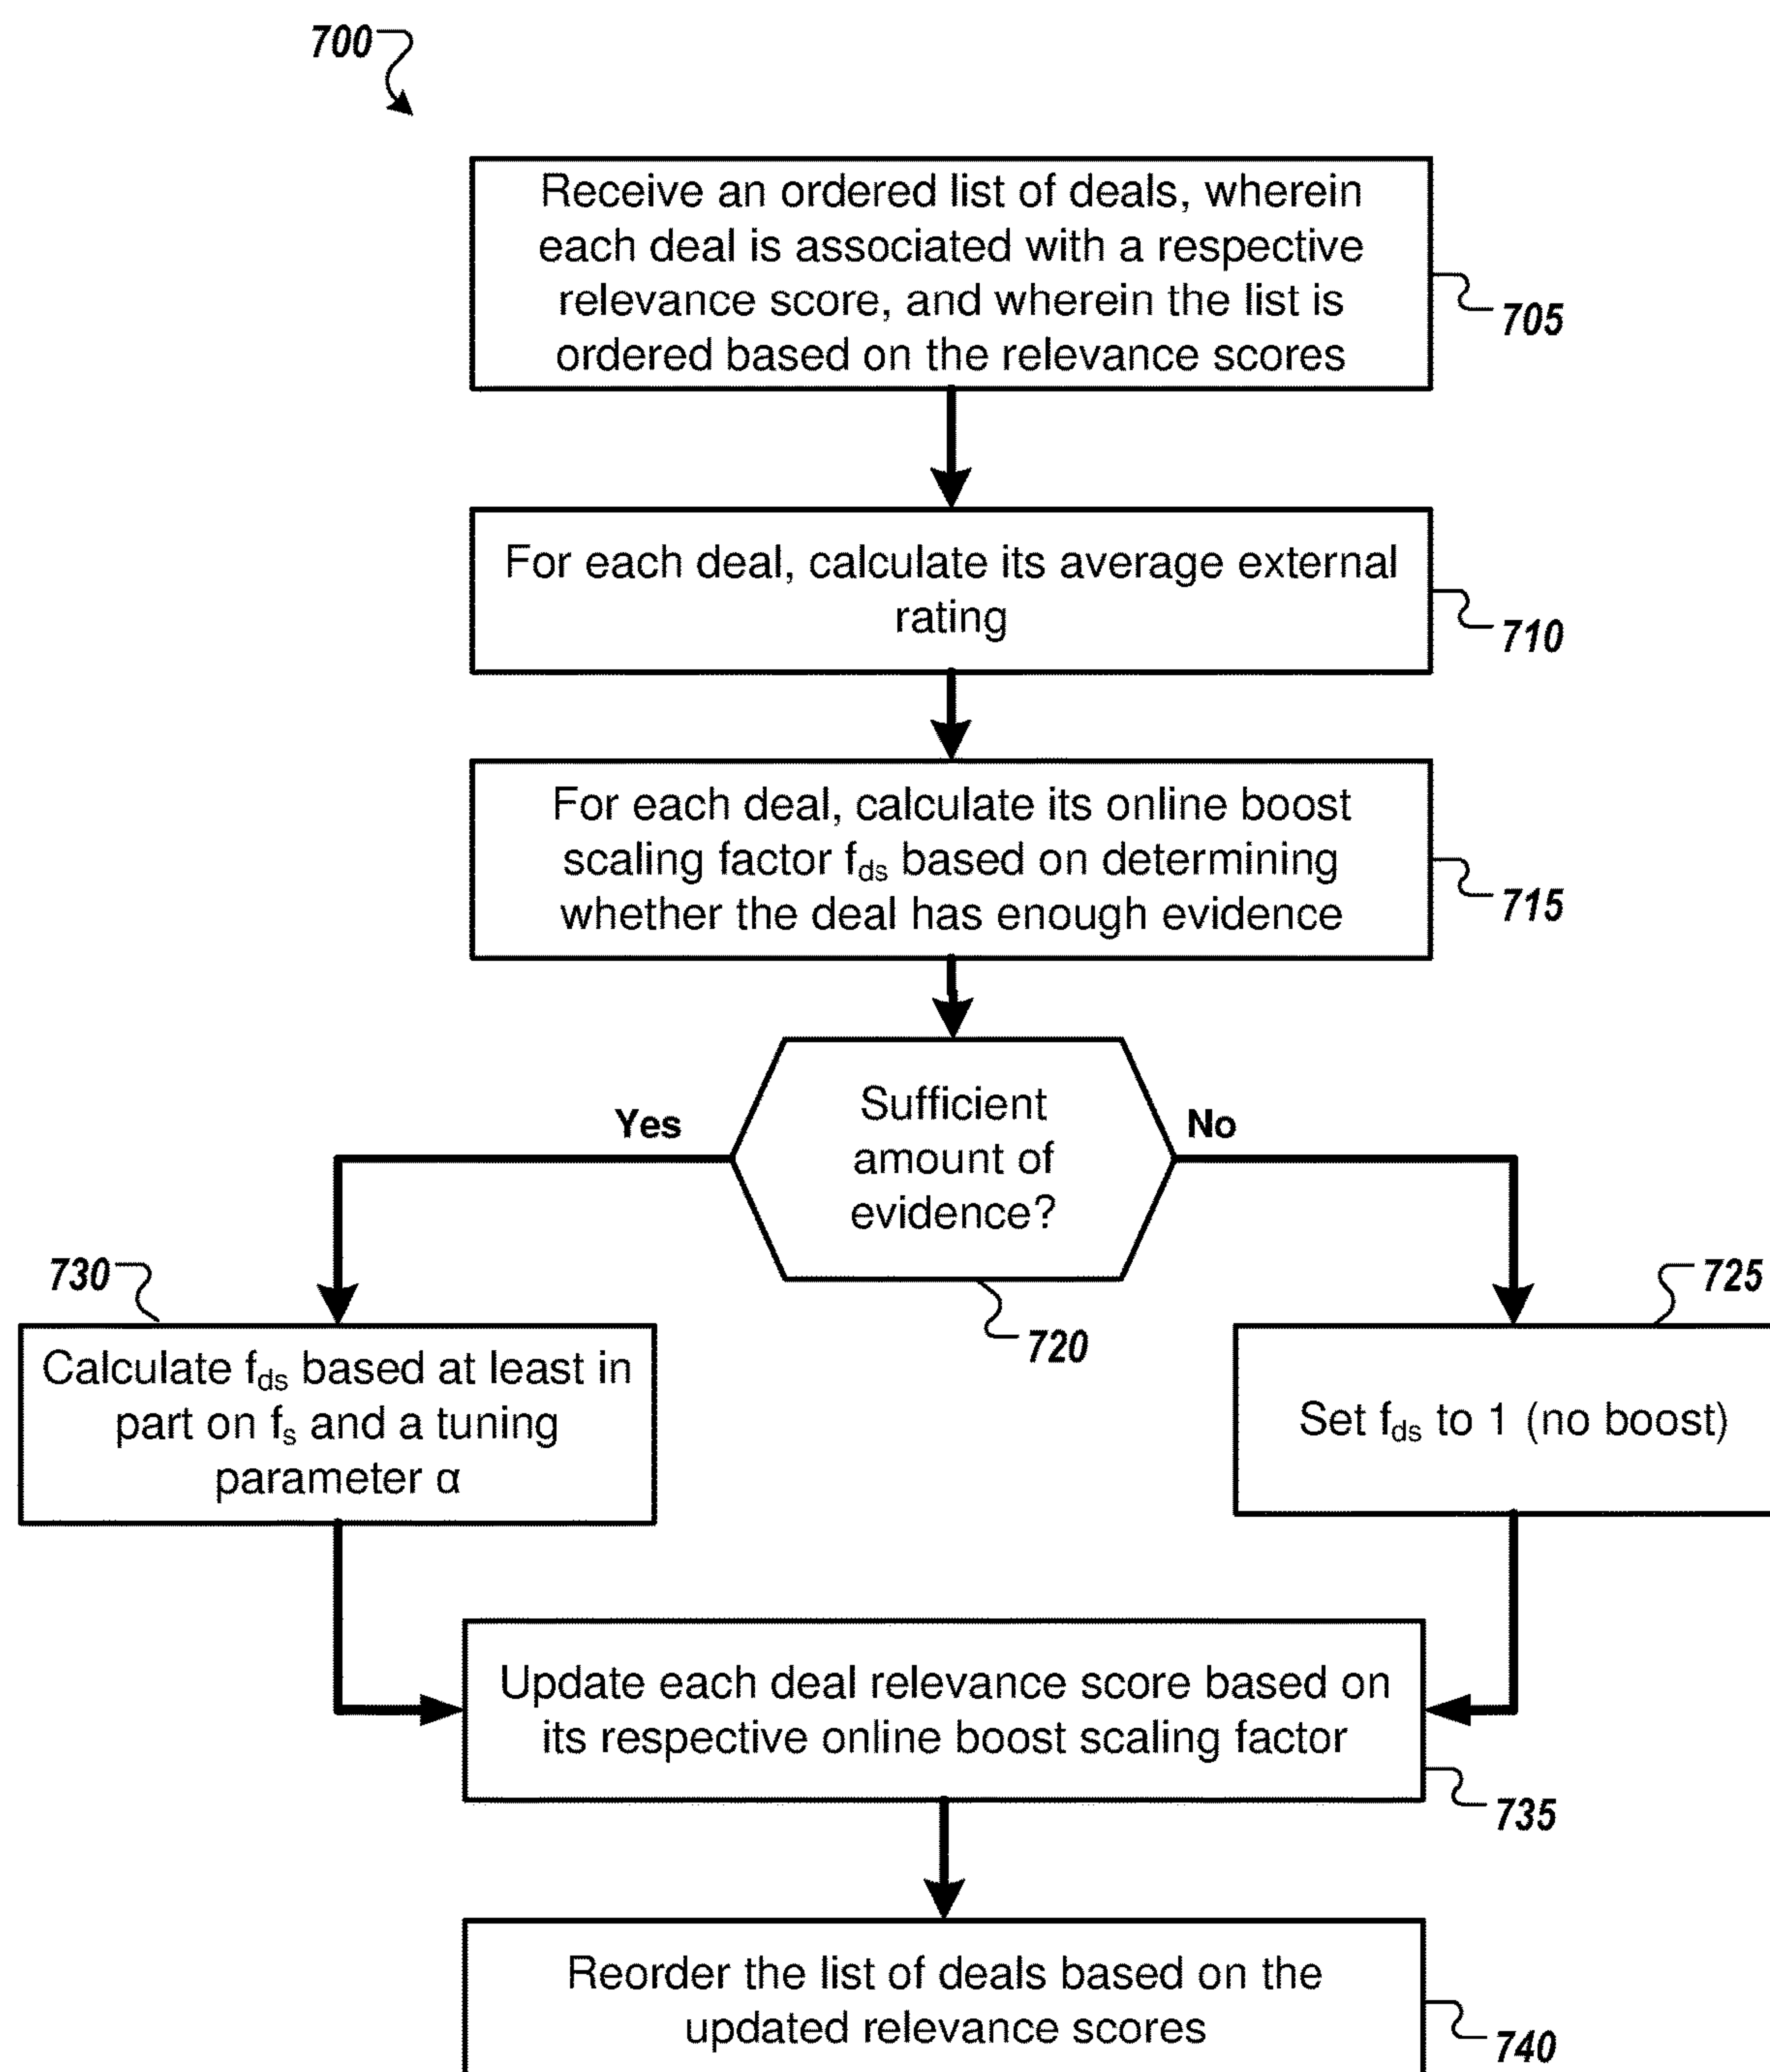 700
Receive an ordered list of deals, wherein
each deal is associated with a respective
relevance score, and wherein the list is
ordered based on the relevance scores
705
For each deal, calculate its average external
rating
710
For each deal, calculate its online boost
scaling factor fds based on determining
whether the deal has enough evidence
715
Sufficient
amount of
evidence?
Yes
No
720
730
Calculate fds based at least in
part on fs and a tuning
parameter α
725
Set fds to 1 (no boost)
Update each deal relevance score based on
its respective online boost scaling factor
735
Reorder the list of deals based on the
updated relevance scores
740